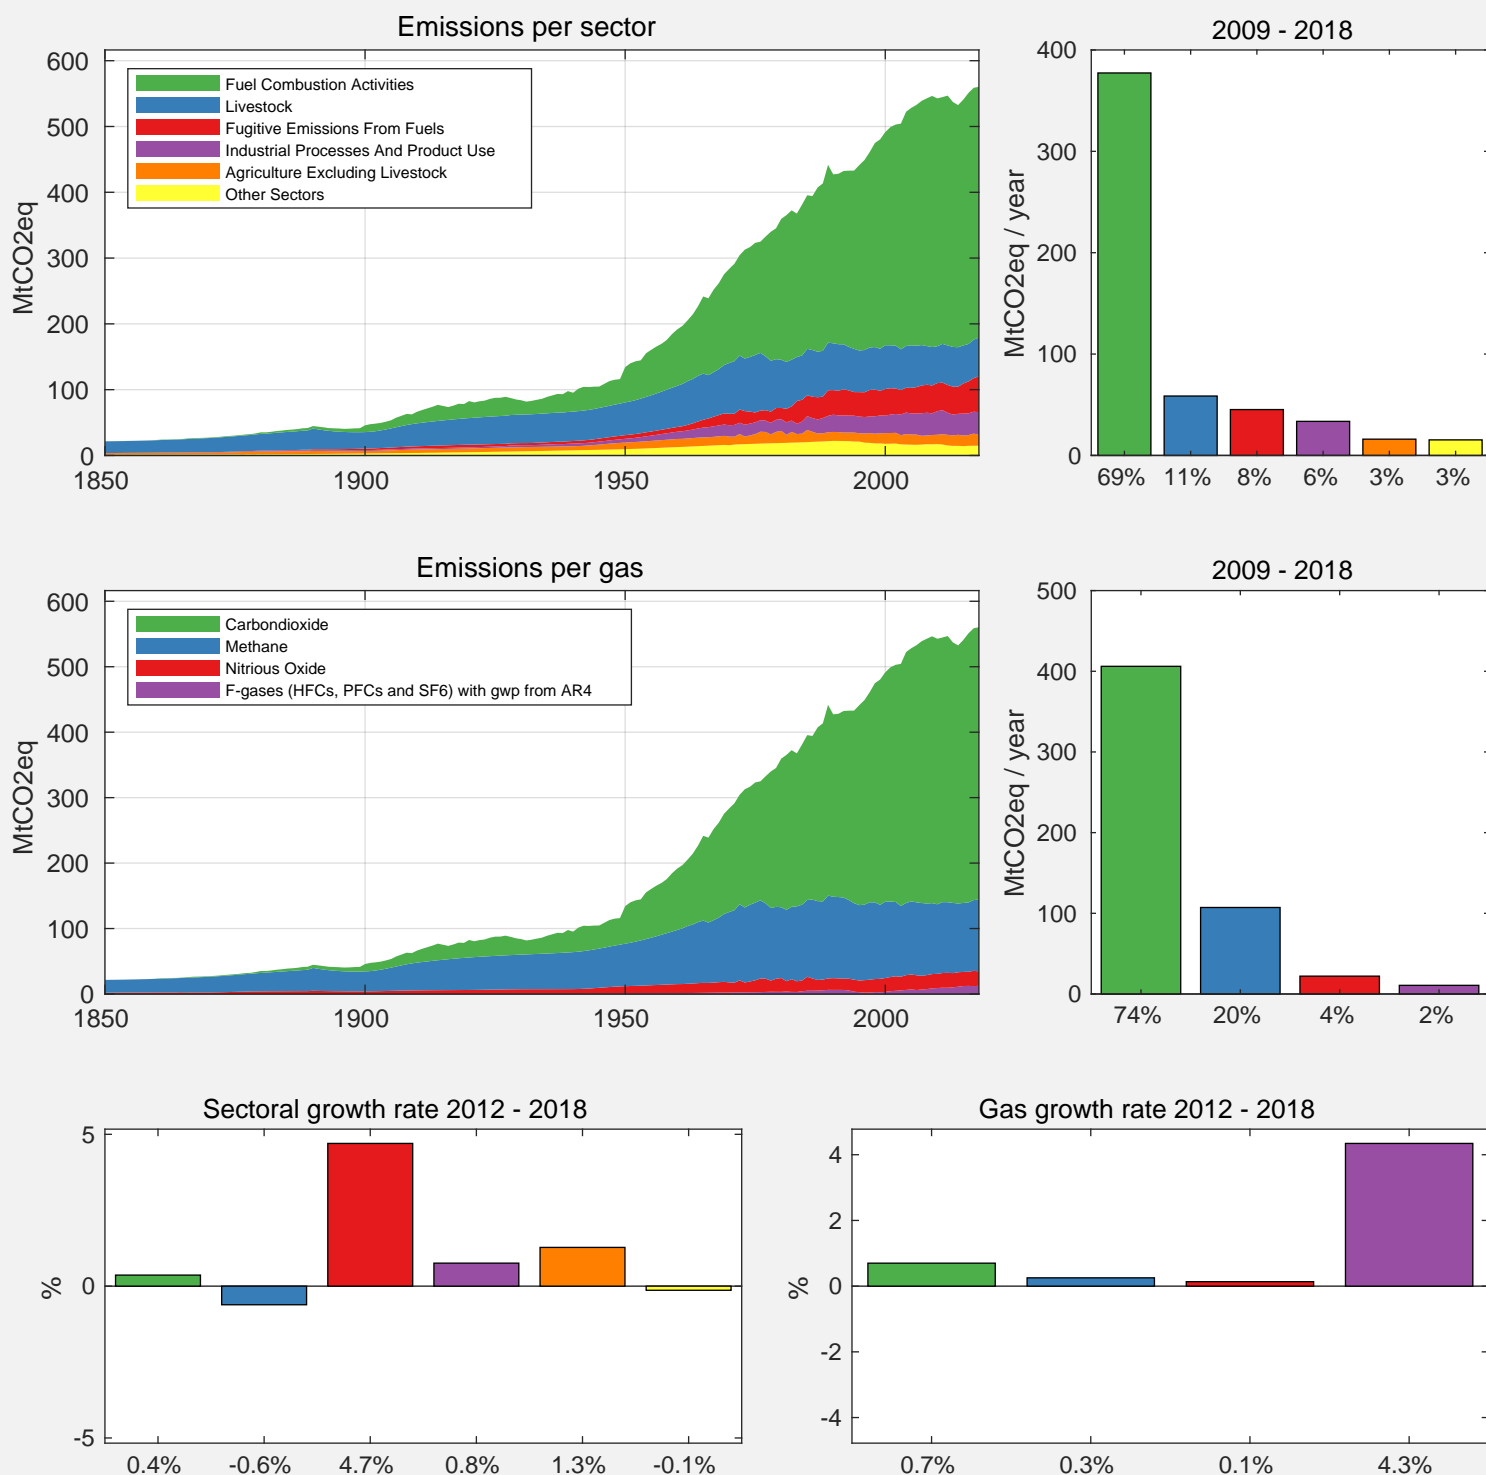 Emissions per sector
MtCO2eq
600
500
400
300
200
100
0
1850 1900 1950 2000
Fuel Combustion Activities
Livestock
Fugitive Emissions From Fuels
Industrial Processes And Product Use
Agriculture Excluding Livestock
Other Sectors
2009 - 2018
MtCO2eq / year
400
300
200
100
0
69% 11% 8% 6% 3% 3%
Emissions per gas
MtCO2eq
600
500
400
300
200
100
0
1850 1900 1950 2000
Carbondioxide
Methane
Nitrious Oxide
F-gases (HFCs, PFCs and SF6) with gwp from AR4
2009 - 2018
MtCO2eq / year
500
400
300
200
100
0
74% 20% 4% 2%
Sectoral growth rate 2012 - 2018
%
5
0
-5
0.4% -0.6% 4.7% 0.8% 1.3% -0.1%
Gas growth rate 2012 - 2018
%
4
2
0
-2
-4
0.7% 0.3% 0.1% 4.3%